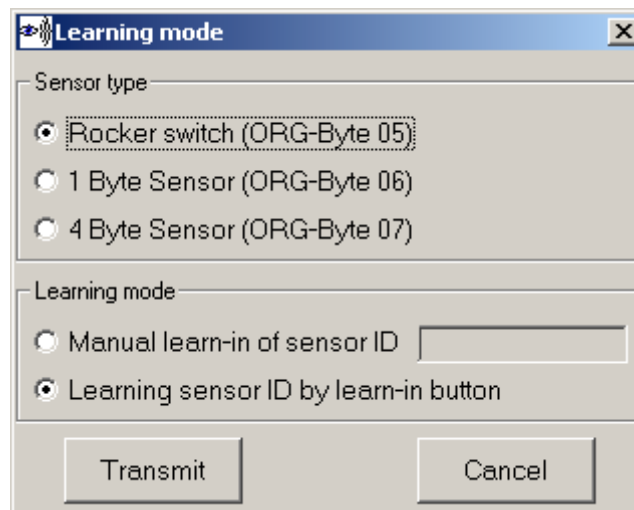 Learning mode
Sensor type
Rocker switch (ORG-Byte 05)
1 Byte Sensor (ORG-Byte 06)
4 Byte Sensor (ORG-Byte 07)
Learning mode
Manual learn-in of sensor ID
Learning sensor ID by learn-in button
Transmit Cancel